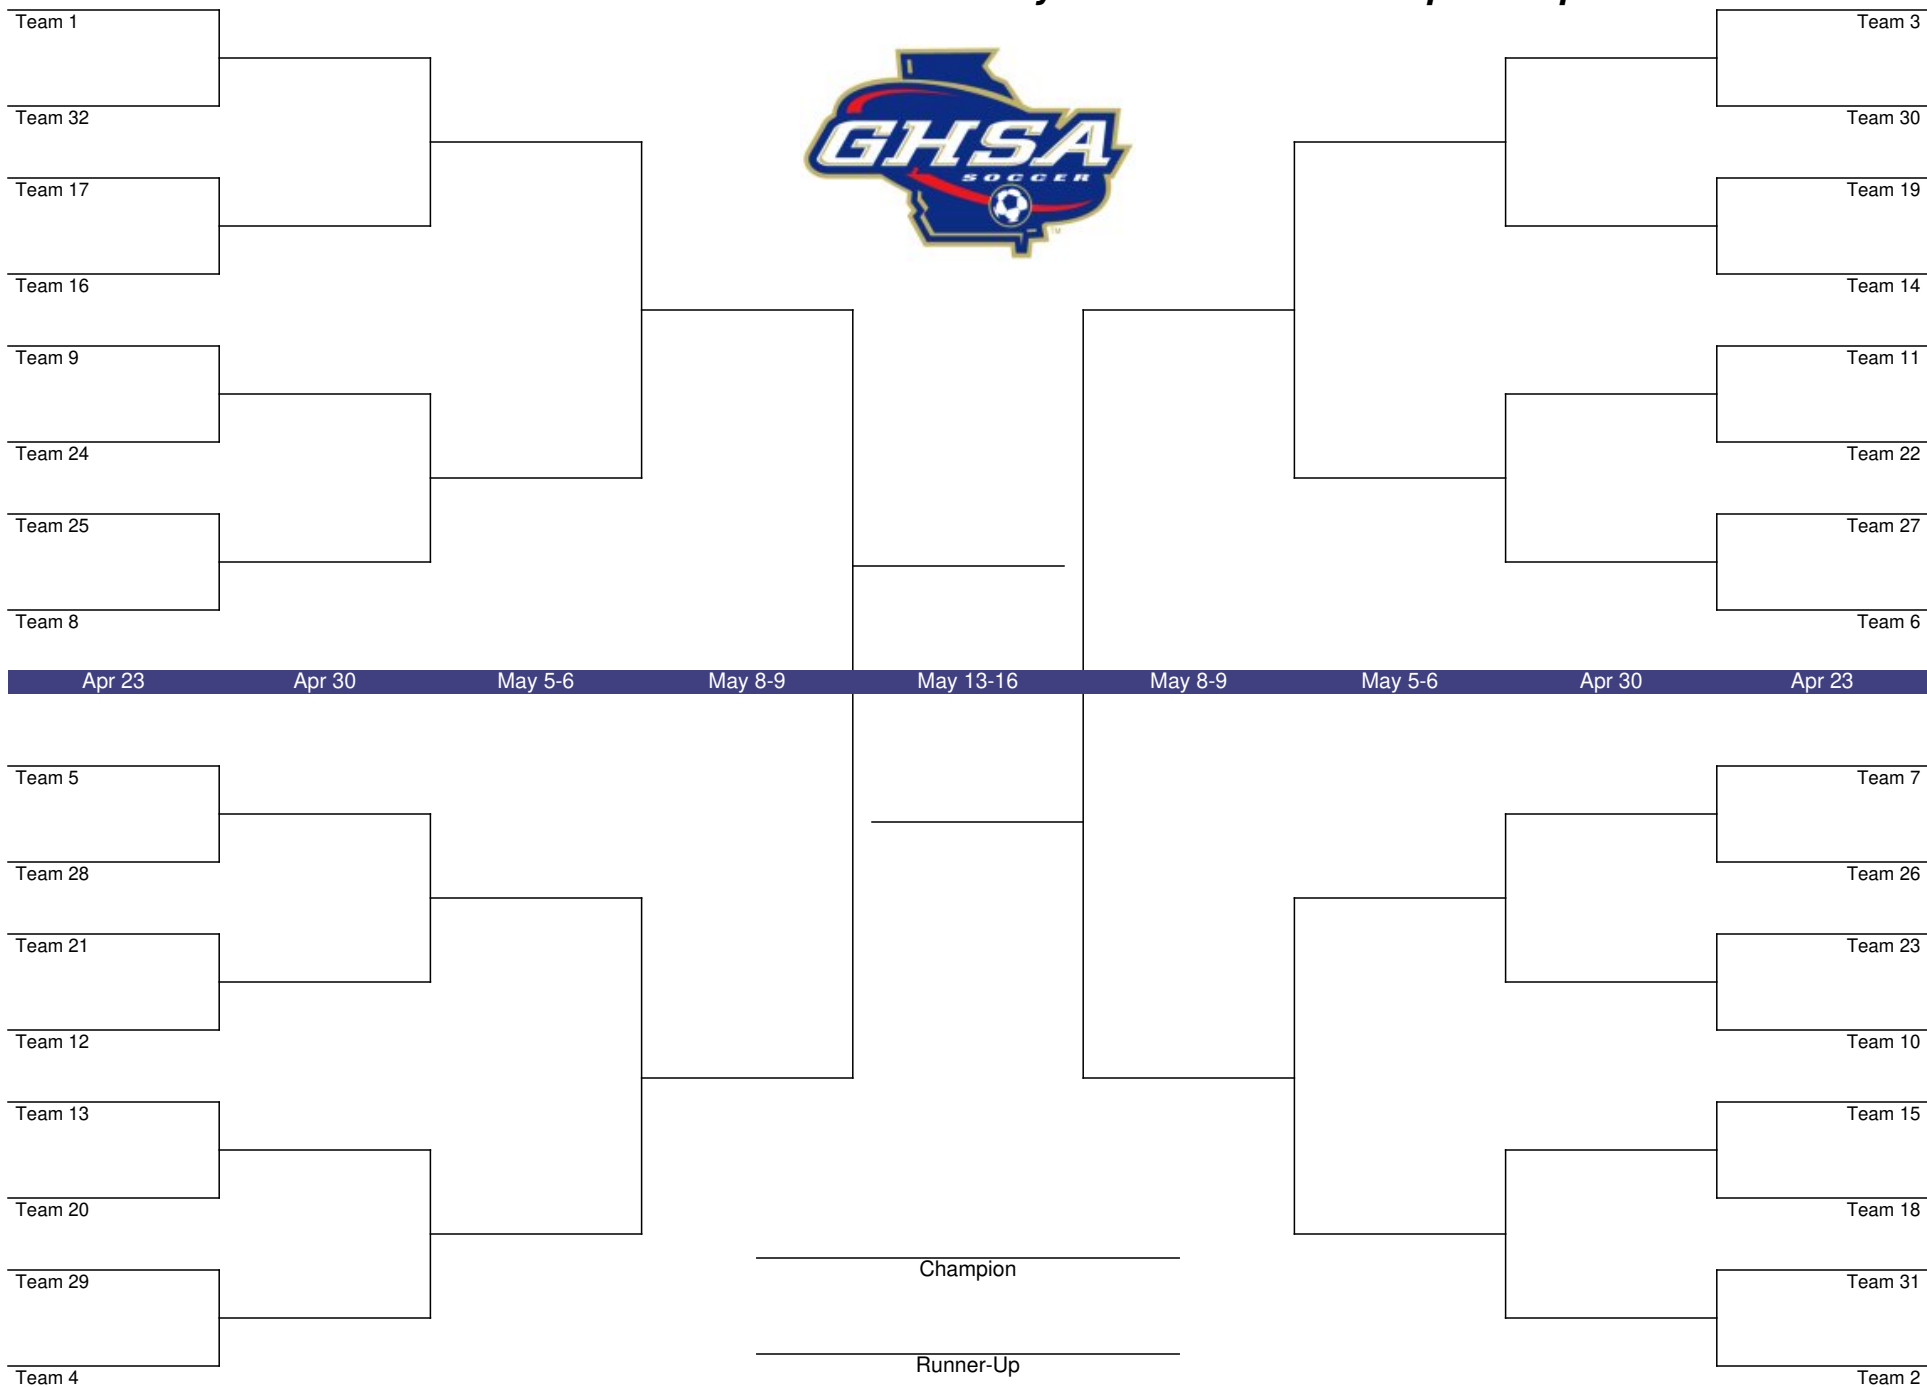 Team 1
Team 32
Team 17
Team 16
Team 9
Team 24
Team 25
Team 8
GHSA
SOCCER
TM
Team 3
Team 30
Team 19
Team 14
Team 11
Team 22
Team 27
Team 6
Apr 23 Apr 30 May 5-6 May 8-9 May 13-16 May 8-9 May 5-6 Apr 30 Apr 23
Team 5
Team 28
Team 21
Team 12
Team 13
Team 20
Team 29
Team 4
Champion
Runner-Up
Team 7
Team 26
Team 23
Team 10
Team 15
Team 18
Team 31
Team 2